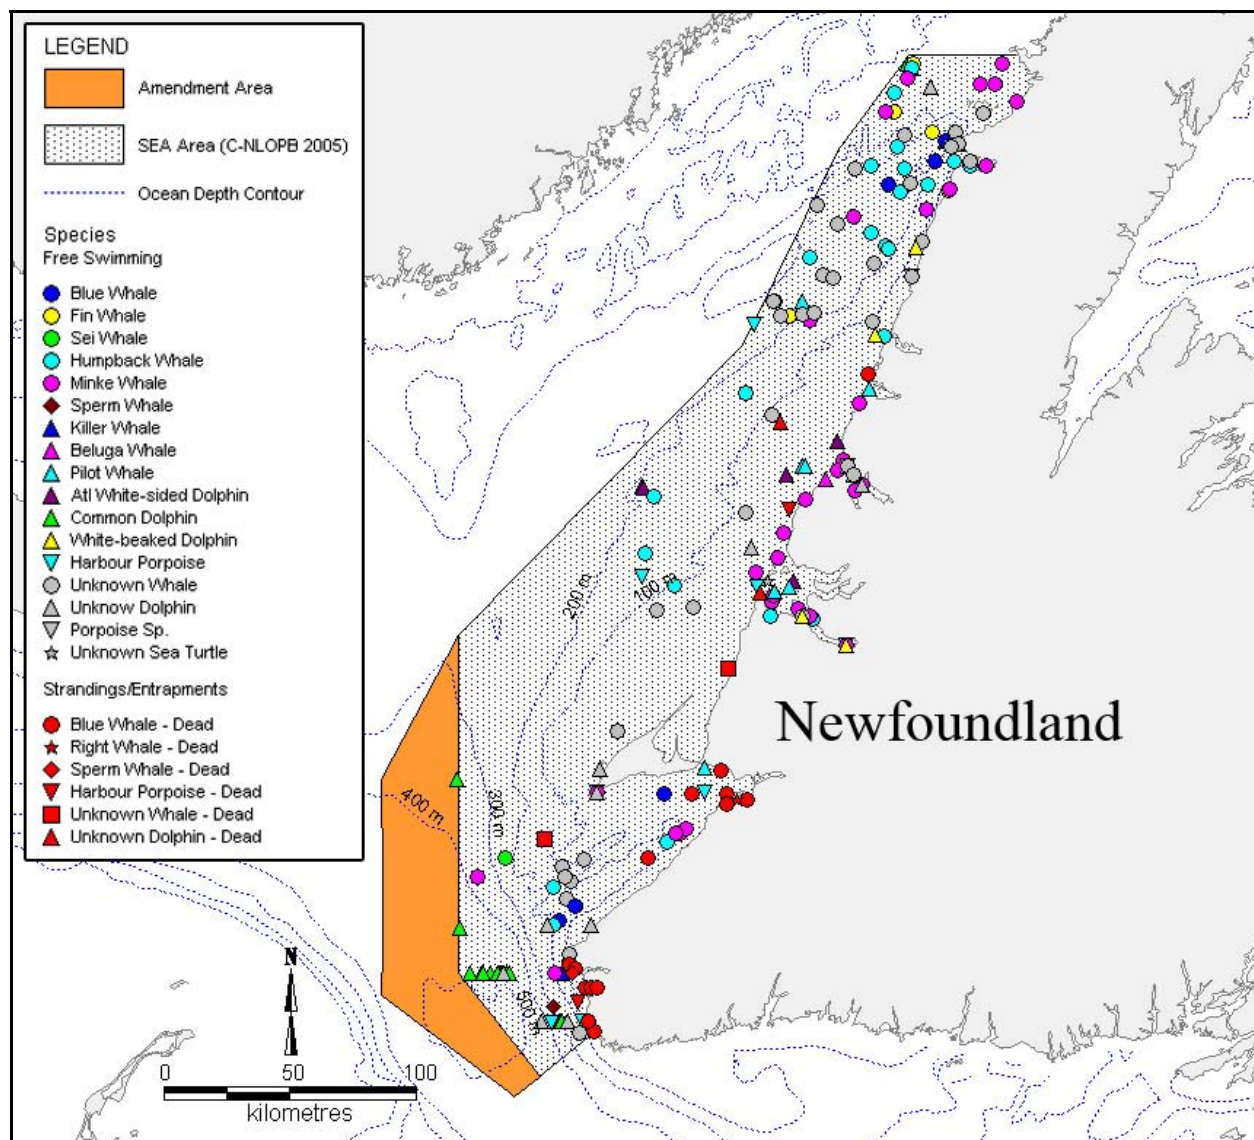 LEGEND
Amendment Area
SEA Area (C-NLOPB 2005)
Ocean Depth Contour
Species
Free Swimming
Blue Whale
Fin Whale
Sei Whale
Humpback Whale
Minke Whale
Sperm Whale
Killer Whale
Beluga Whale
Pilot Whale
Atl White-sided Dolphin
Common Dolphin
White-beaked Dolphin
Harbour Porpoise
Unknown Whale
Unknow Dolphin
Porpoise Sp.
Unknown Sea Turtle
Strandings/Entrapments
Blue Whale - Dead
Right Whale - Dead
Sperm Whale - Dead
Harbour Porpoise - Dead
Unknown Whale - Dead
Unknown Dolphin - Dead
200 m
100 m
Newfoundland
400 m
300 m
500 m
N
0 50 100
kilometres